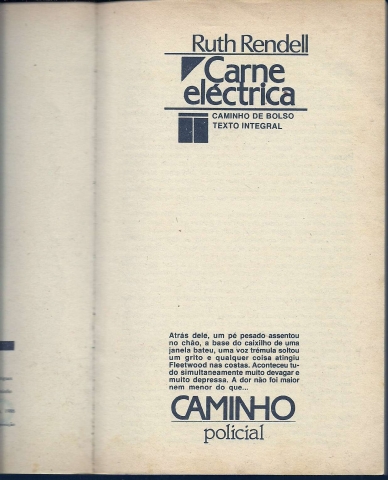 Ruth Rendell
Carne
eléctrica
CAMINHO DE BOLSO
TEXTO INTEGRAL
Atrás dele, um pé pesado assentou
no chão, a base do caixilho de uma
janela bateu, uma voz trémula soltou
um grito e qualquer coisa atingiu
Fleetwood nas costas. Aconteceu tu-
do simultaneamente muito devagar e
muito depressa. A dor não foi maior
nem menor do que...
CAMINHO
policial